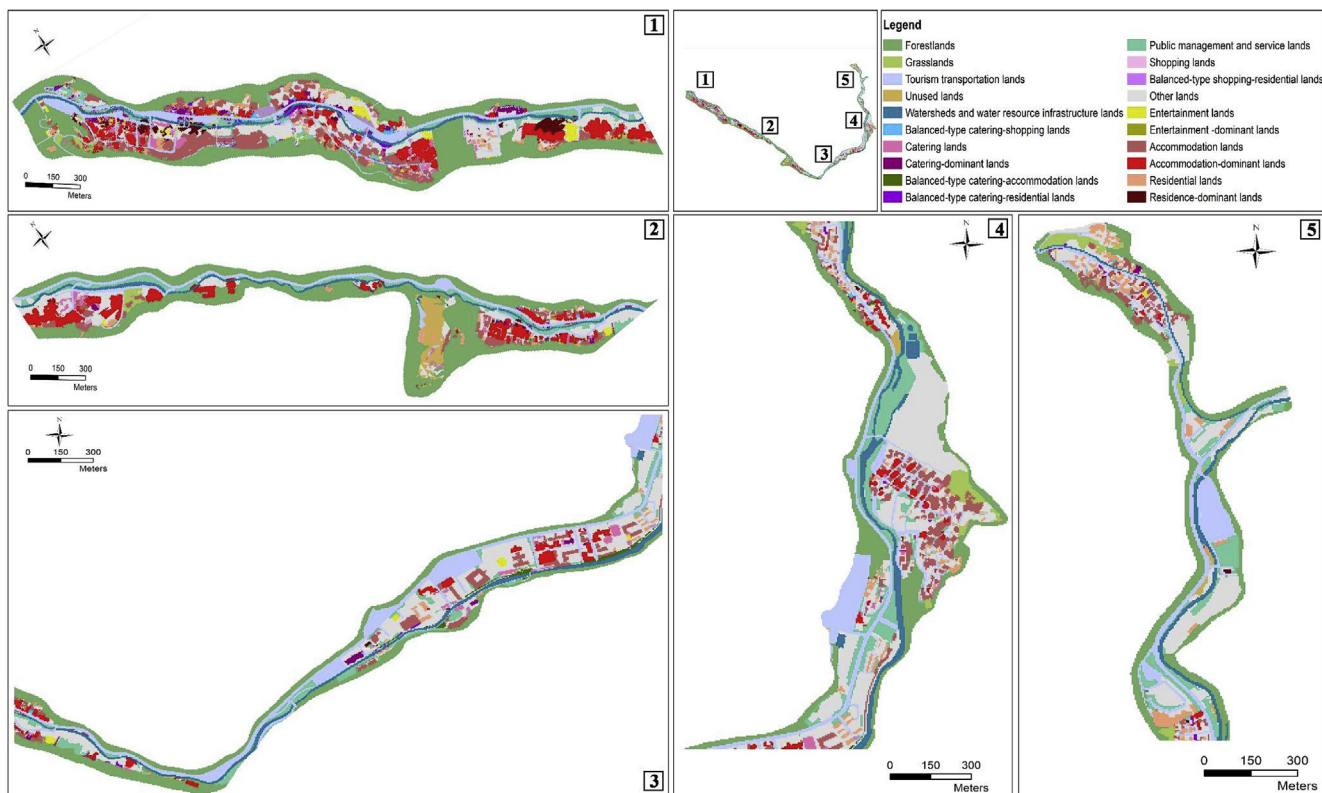 1
N
0 150 300
Meters
1
2
3
4
5
Legend
Forestlands
Grasslands
Tourism transportation lands
Unused lands
Watersheds and water resource infrastructure lands
Balanced-type catering-shopping lands
Catering lands
Catering-dominant lands
Balanced-type catering-accommodation lands
Balanced-type catering-residential lands
Public management and service lands
Shopping lands
Balanced-type shopping-residential lands
Other lands
Entertainment lands
Entertainment -dominant lands
Accommodation lands
Accommodation-dominant lands
Residential lands
Residence-dominant lands
2
N
0 150 300
Meters
N
0 150 300
Meters
3
4
N
0 150 300
Meters
5
N
0 150 300
Meters